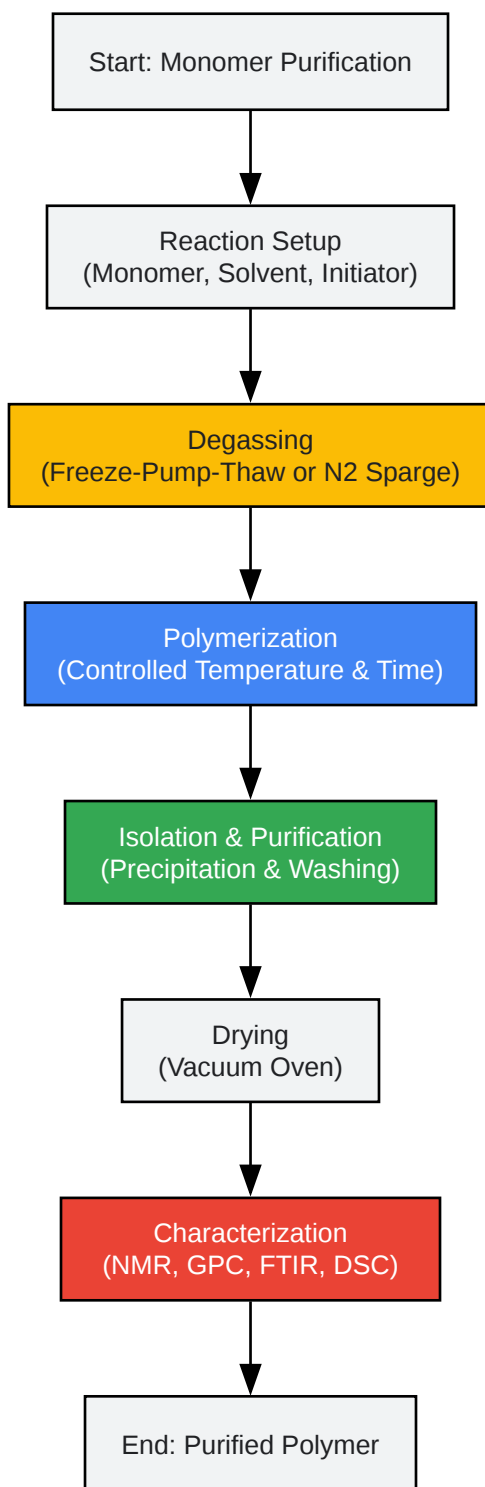 Start: Monomer Purification
Reaction Setup
(Monomer, Solvent, Initiator)
Degassing
(Freeze-Pump-Thaw or N2 Sparge)
Polymerization
(Controlled Temperature & Time)
Isolation & Purification
(Precipitation & Washing)
Drying
(Vacuum Oven)
Characterization
(NMR, GPC, FTIR, DSC)
End: Purified Polymer